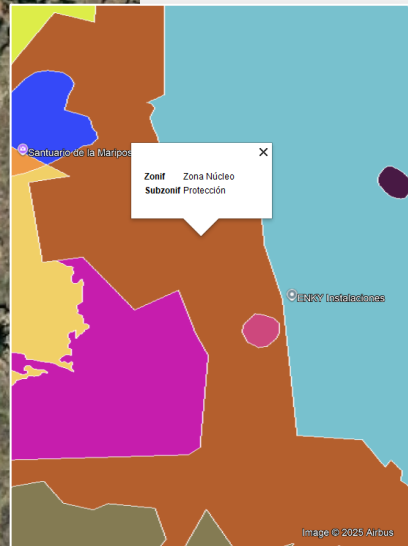 Santuario de la Maripos
Zonif Zona Núcleo
Subzonif Protección
ENKY Instalaciones
Image © 2025 Airbus